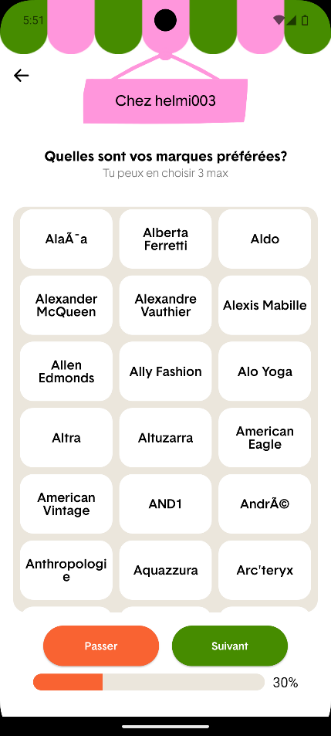 5:51
Chez helmi003
Quelles sont vos marques préférées?
Tu peux en choisir 3 max
AlaÃ¯a
Alberta
Ferretti
Aldo
Alexander
McQueen
Alexandre
Vauthier
Alexis Mabille
Allen
Edmonds
Ally Fashion
Alo Yoga
Altra
Altuzarra
American
Eagle
American
Vintage
AND1
AndrÃ©
Anthropologi
e
Aquazzura
Arc'teryx
Passer
Suivant
30%